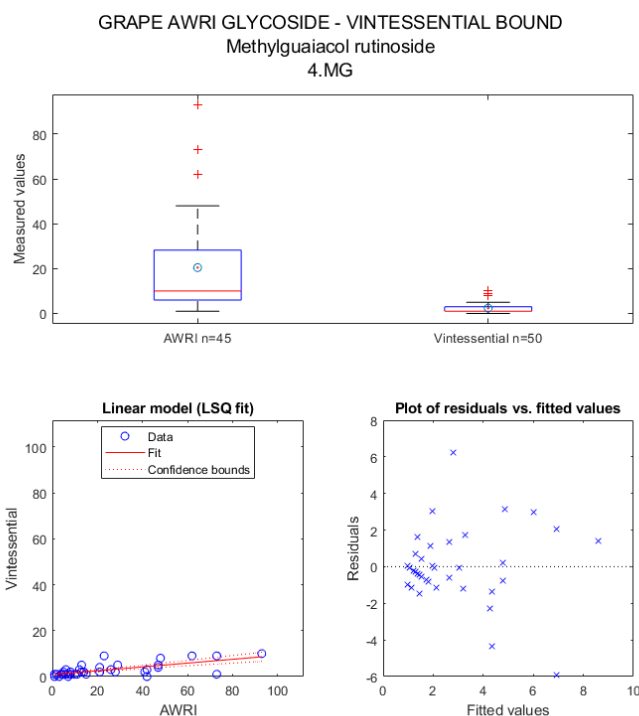 GRAPE AWRI GLYCOSIDE - VINTESSENTIAL BOUND
Methylguaiacol rutinoside
4.MG
80
60
40
20
0
Measured values
AWRI n=45
Vintessential n=50
Linear model (LSQ fit)
Data
Fit
Confidence bounds
100
80
60
40
20
0
Vintessential
0
20
40
60
80
100
AWRI
Plot of residuals vs. fitted values
8
6
4
2
0
-2
-4
-6
Residuals
0
2
4
6
8
10
Fitted values